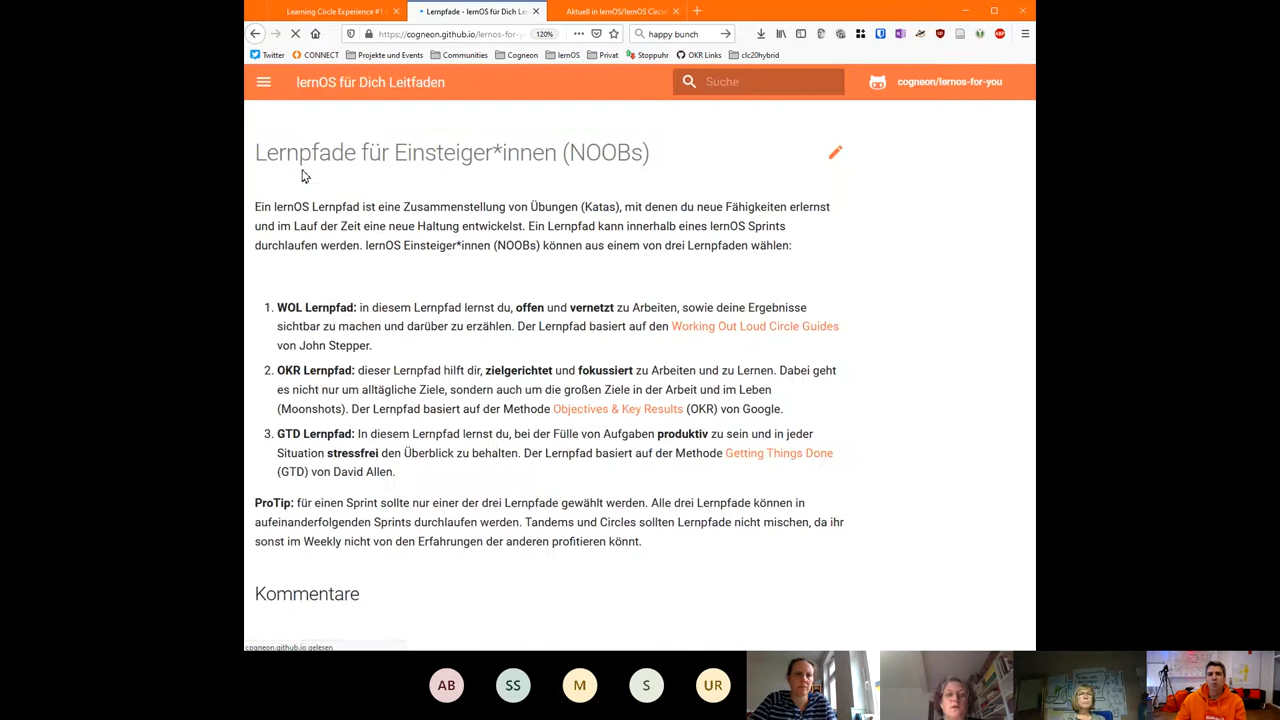 Learning Circle Experience #1
Lernpfade - lernOS für Dich Lei
Aktuell in lernOS/lernOS Circle
https://cogneon.github.io/lernos-for-y
120%
happy bunch
Twitter CONNECT Projekte und Events Communities Cogneon lernOS Privat Stoppuhr OKR Links clc20hybrid
lernOS für Dich Leitfaden
Suche
cogneon/lernos-for-you
Lernpfade für Einsteiger*innen (NOOBs)
Ein lernOS Lernpfad ist eine Zusammenstellung von Übungen (Katas), mit denen du neue Fähigkeiten erlernst
und im Lauf der Zeit eine neue Haltung entwickelst. Ein Lernpfad kann innerhalb eines lernOS Sprints
durchlaufen werden. lernOS Einsteiger*innen (NOOBs) können aus einem von drei Lernpfaden wählen:
1. WOL Lernpfad: in diesem Lernpfad lernst du, offen und vernetzt zu Arbeiten, sowie deine Ergebnisse
sichtbar zu machen und darüber zu erzählen. Der Lernpfad basiert auf den Working Out Loud Circle Guides
von John Stepper.
2. OKR Lernpfad: dieser Lernpfad hilft dir, zielgerichtet und fokussiert zu Arbeiten und zu Lernen. Dabei geht
es nicht nur um alltägliche Ziele, sondern auch um die großen Ziele in der Arbeit und im Leben
(Moonshots). Der Lernpfad basiert auf der Methode Objectives & Key Results (OKR) von Google.
3. GTD Lernpfad: In diesem Lernpfad lernst du, bei der Fülle von Aufgaben produktiv zu sein und in jeder
Situation stressfrei den Überblick zu behalten. Der Lernpfad basiert auf der Methode Getting Things Done
(GTD) von David Allen.
ProTip: für einen Sprint sollte nur einer der drei Lernpfade gewählt werden. Alle drei Lernpfade können in
aufeinanderfolgenden Sprints durchlaufen werden. Tandems und Circles sollten Lernpfade nicht mischen, da ihr
sonst im Weekly nicht von den Erfahrungen der anderen profitieren könnt.
Kommentare
cogneon.github.io gelesen
AB SS M S UR